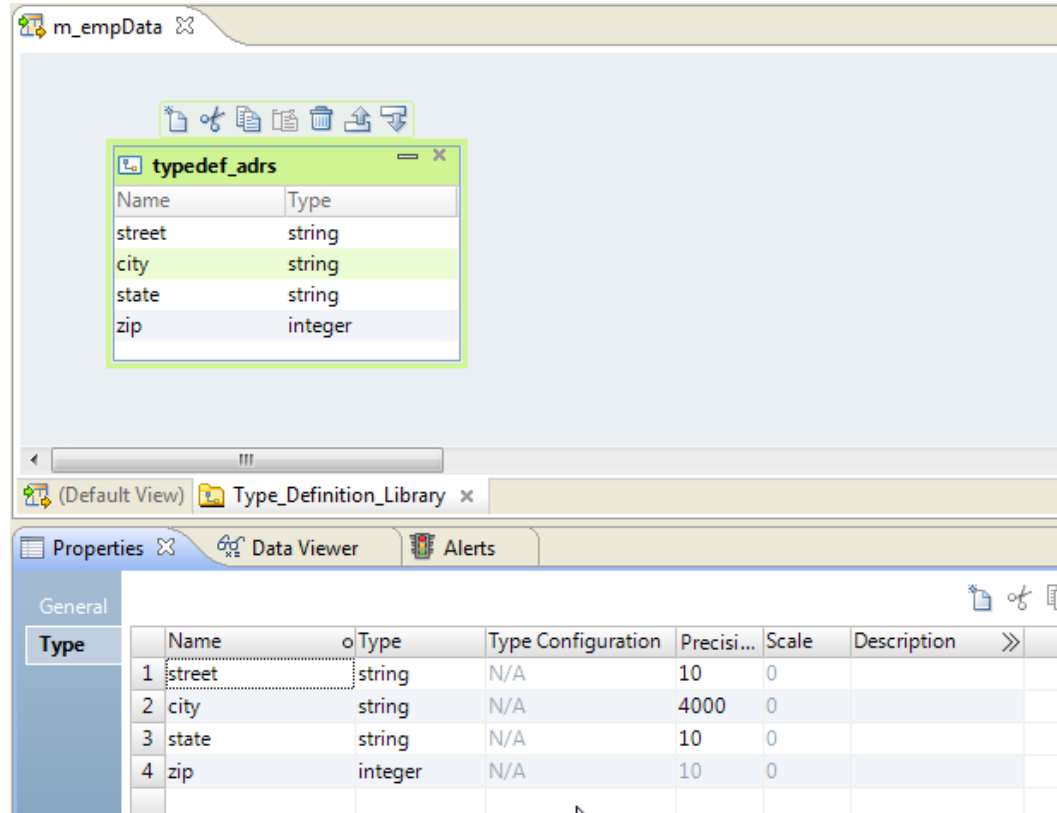 m_empData
typedef_adrs
Name Type
street string
city string
state string
zip integer
(Default View) Type_Definition_Library
Properties Data Viewer Alerts
General
Type
Name Type Type Configuration Precisi... Scale Description
1 street string N/A 10 0
2 city string N/A 4000 0
3 state string N/A 10 0
4 zip integer N/A 10 0